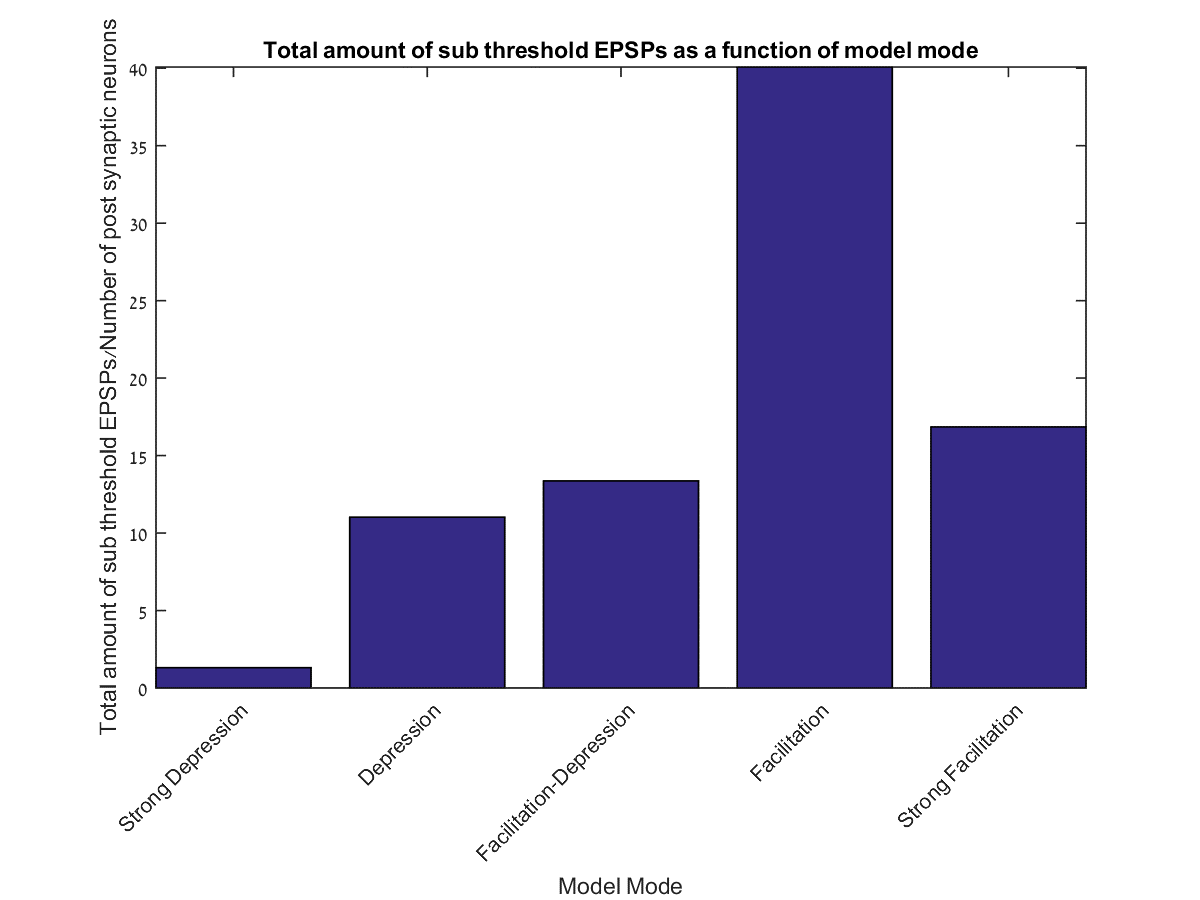 Total amount of sub threshold EPSPs as a function of model mode
Total amount of sub threshold EPSPs/Number of post synaptic neurons
40
35
30
25
20
15
10
5
0
Strong Depression
Depression
Facilitation-Depression
Facilitation
Strong Facilitation
Model Mode